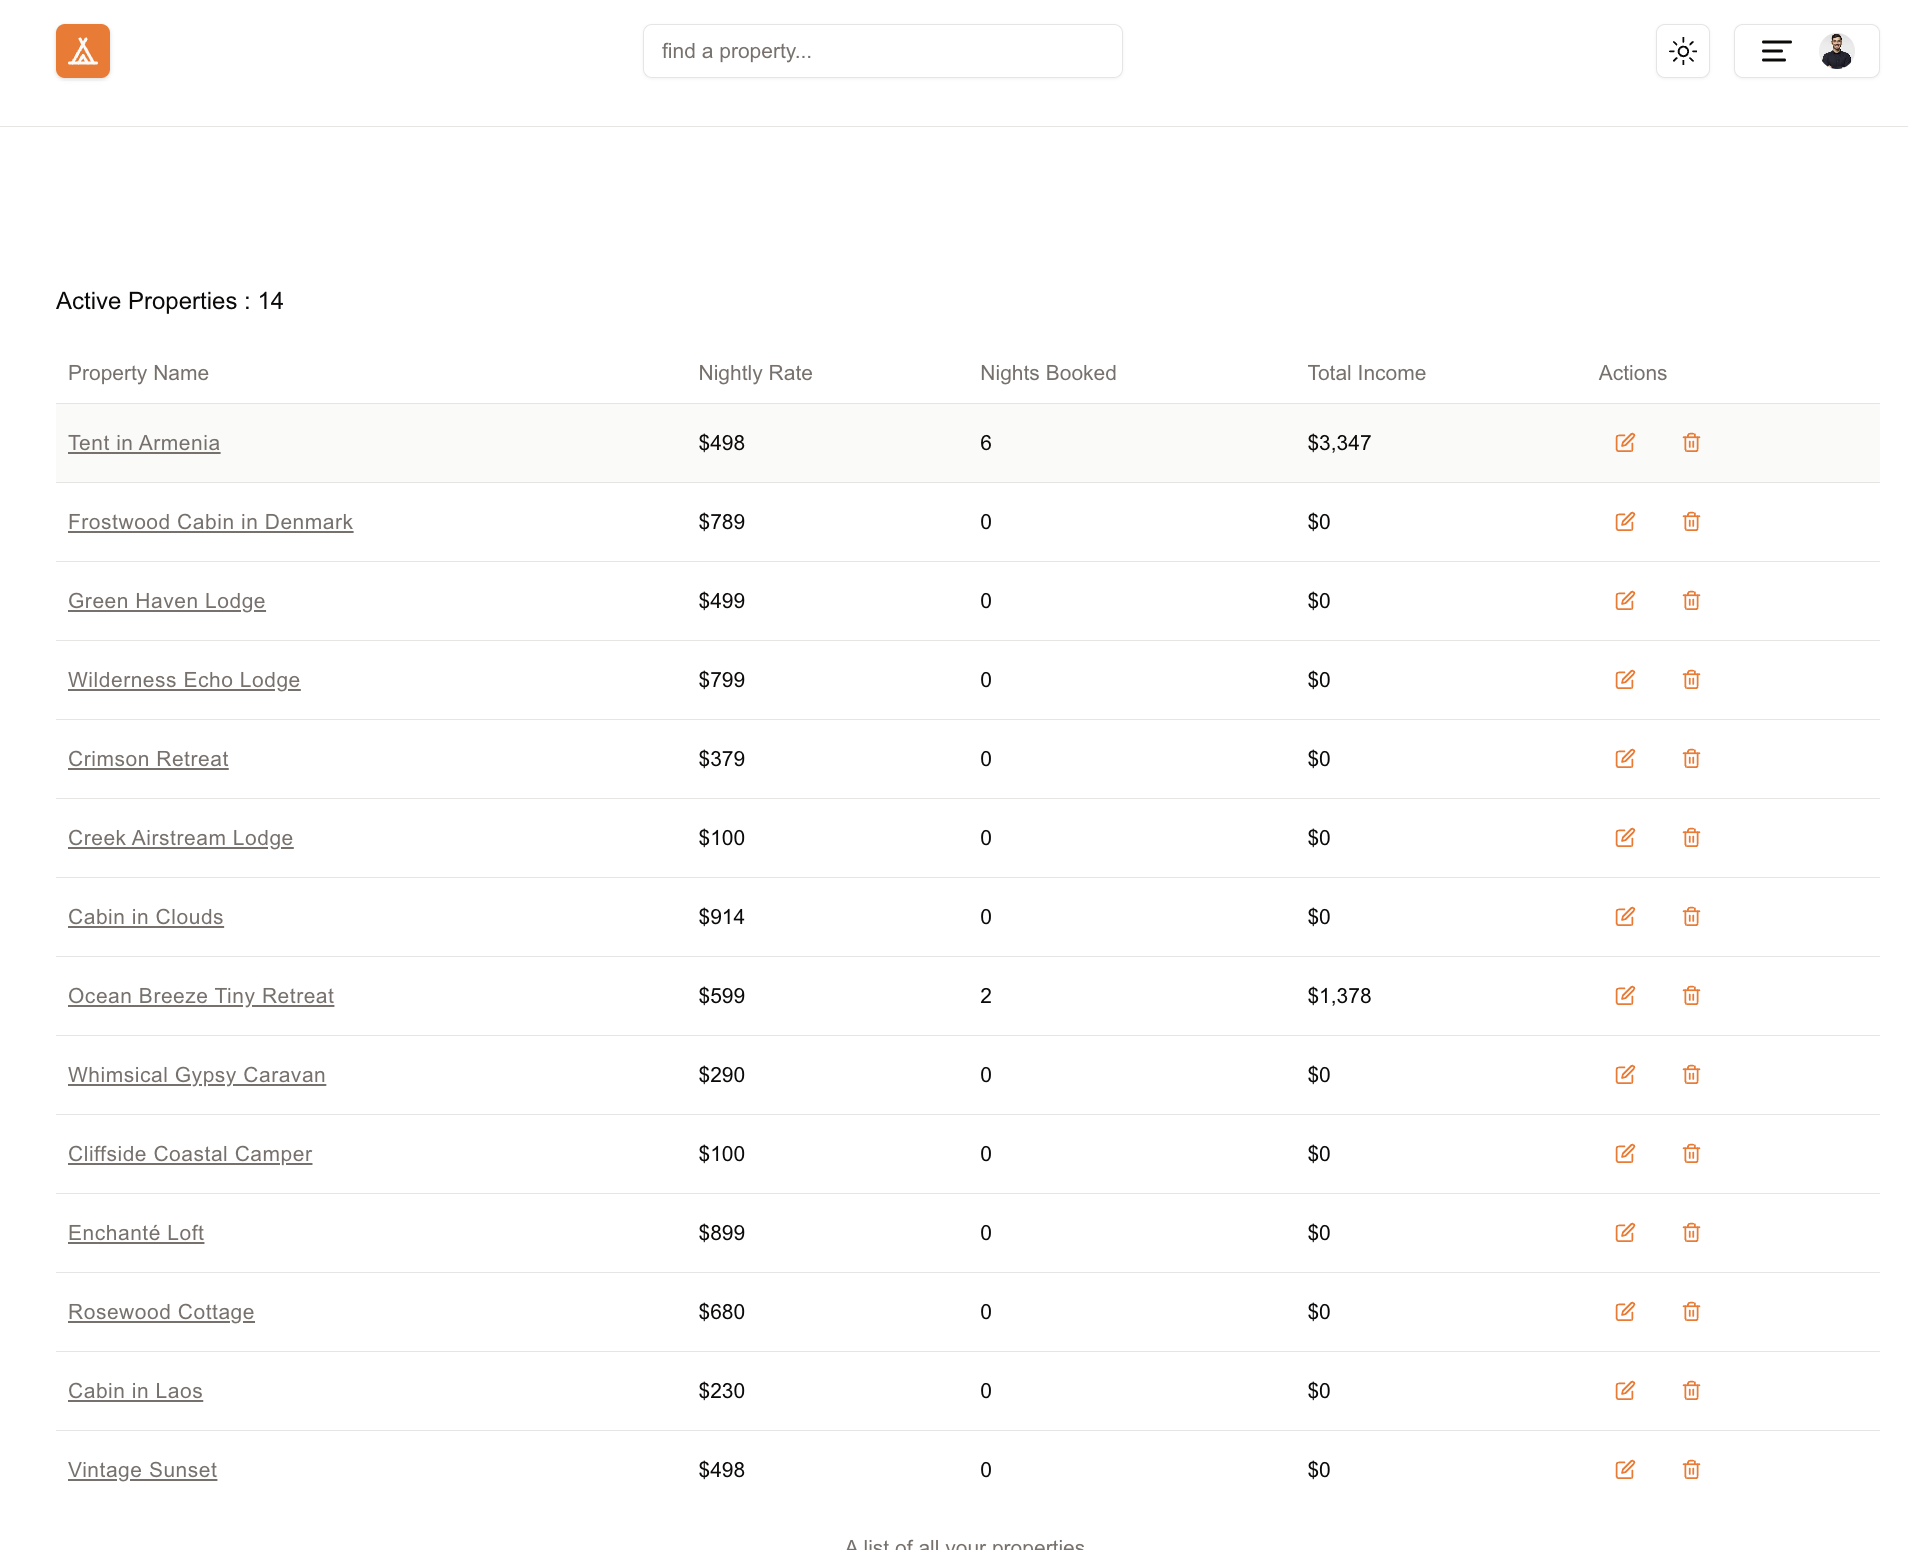 find a property...
Active Properties : 14
Property Name Nightly Rate Nights Booked Total Income Actions
Tent in Armenia $498 6 $3,347
Frostwood Cabin in Denmark $789 0 $0
Green Haven Lodge $499 0 $0
Wilderness Echo Lodge $799 0 $0
Crimson Retreat $379 0 $0
Creek Airstream Lodge $100 0 $0
Cabin in Clouds $914 0 $0
Ocean Breeze Tiny Retreat $599 2 $1,378
Whimsical Gypsy Caravan $290 0 $0
Cliffside Coastal Camper $100 0 $0
Enchanté Loft $899 0 $0
Rosewood Cottage $680 0 $0
Cabin in Laos $230 0 $0
Vintage Sunset $498 0 $0
A list of all your properties